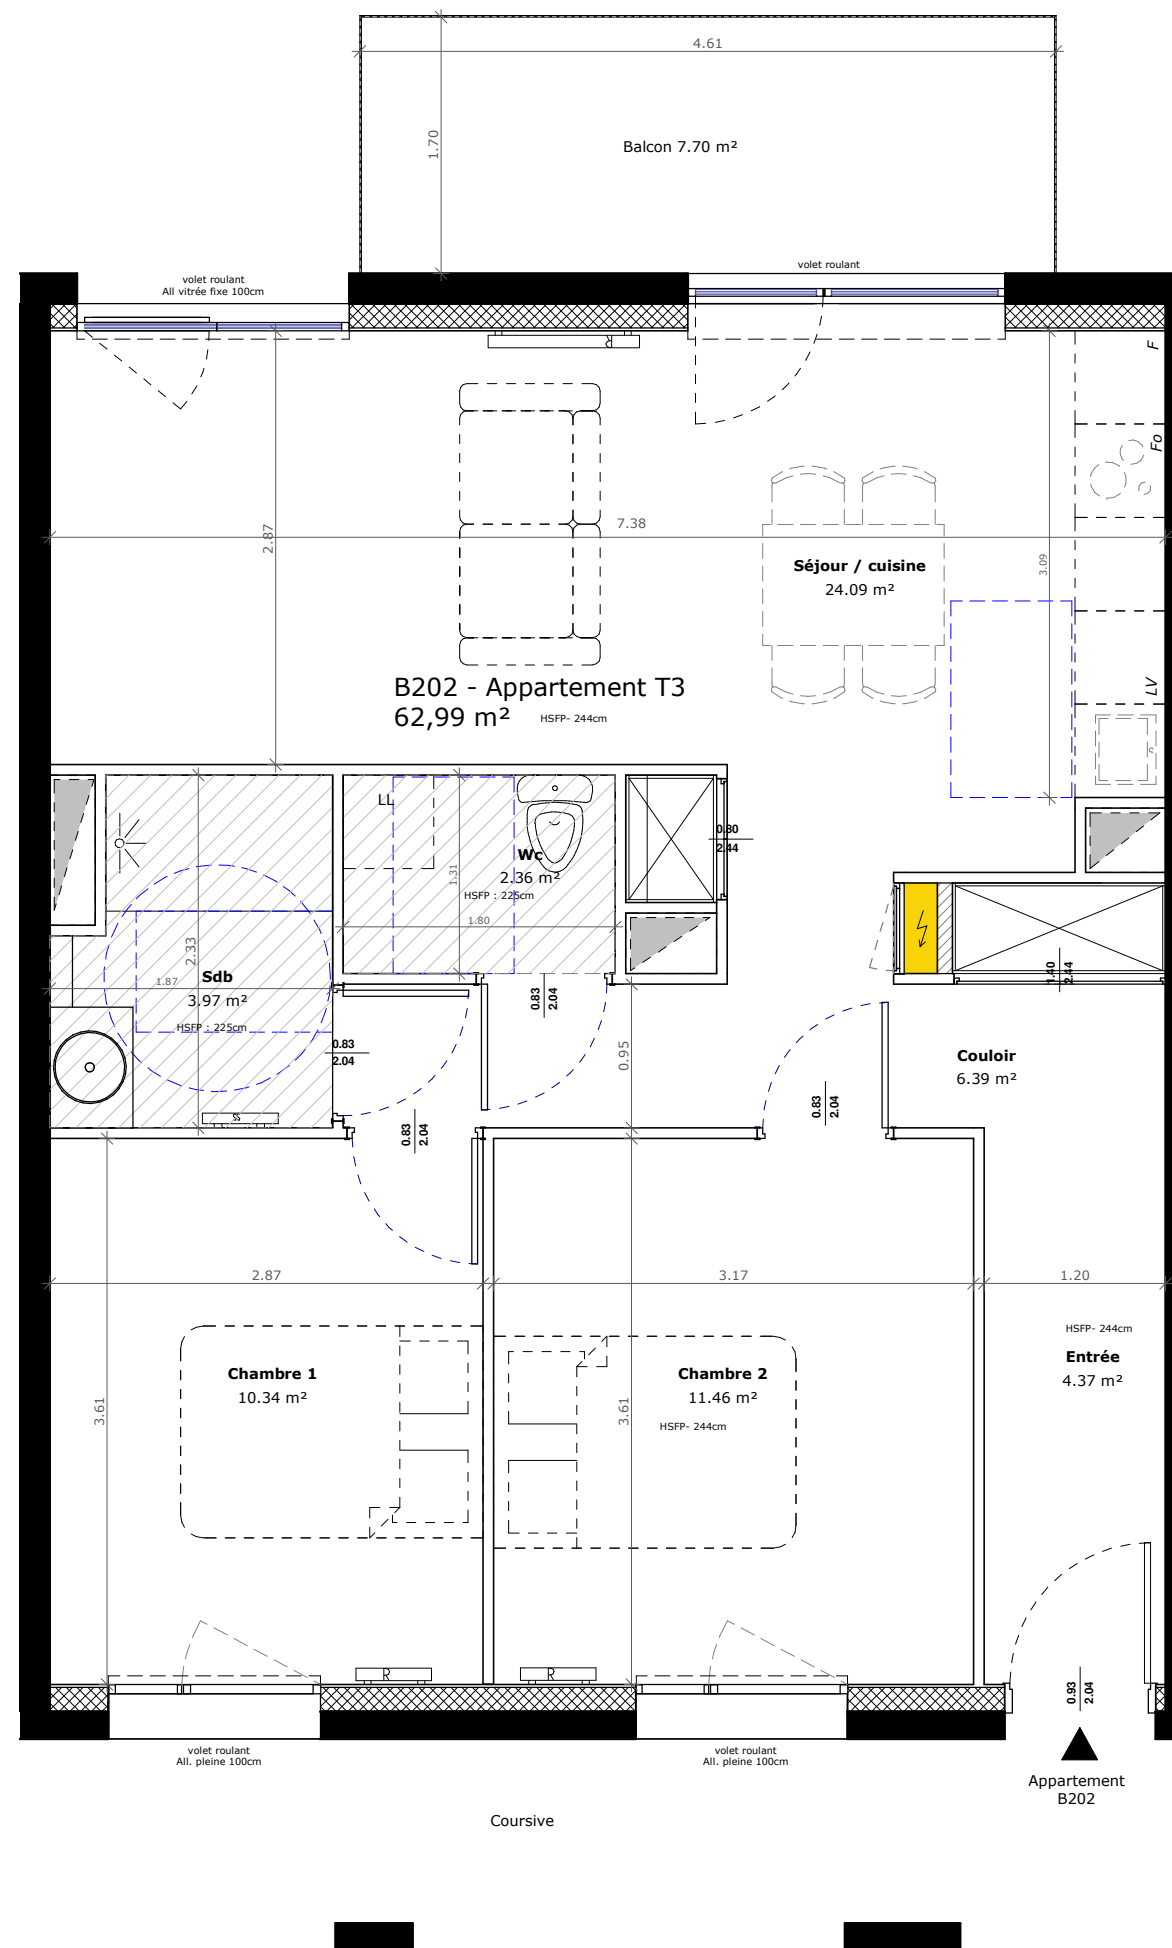 4.61
1.70
Balcon 7.70 m²
volet roulant
All vitrée fixe 100cm
volet roulant
R
F
Fo
2.87
7.38
3.09
Séjour / cuisine
24.09 m²
LV
B202 - Appartement T3
62,99 m²
HSFP- 244cm
LL
Wc
2.36 m²
HSFP : 225cm
1.31
1.80
0.80
2.44
2.33
1.87
Sdb
3.97 m²
HSFP : 225cm
0.83
2.04
0.83
2.04
0.95
1.40
2.44
Couloir
6.39 m²
0.83
2.04
0.83
2.04
2.87
3.17
1.20
HSFP- 244cm
Entrée
4.37 m²
Chambre 1
10.34 m²
3.61
Chambre 2
11.46 m²
HSFP- 244cm
3.61
R
R
0.93
2.04
volet roulant
All. pleine 100cm
volet roulant
All. pleine 100cm
Appartement
B202
Coursive